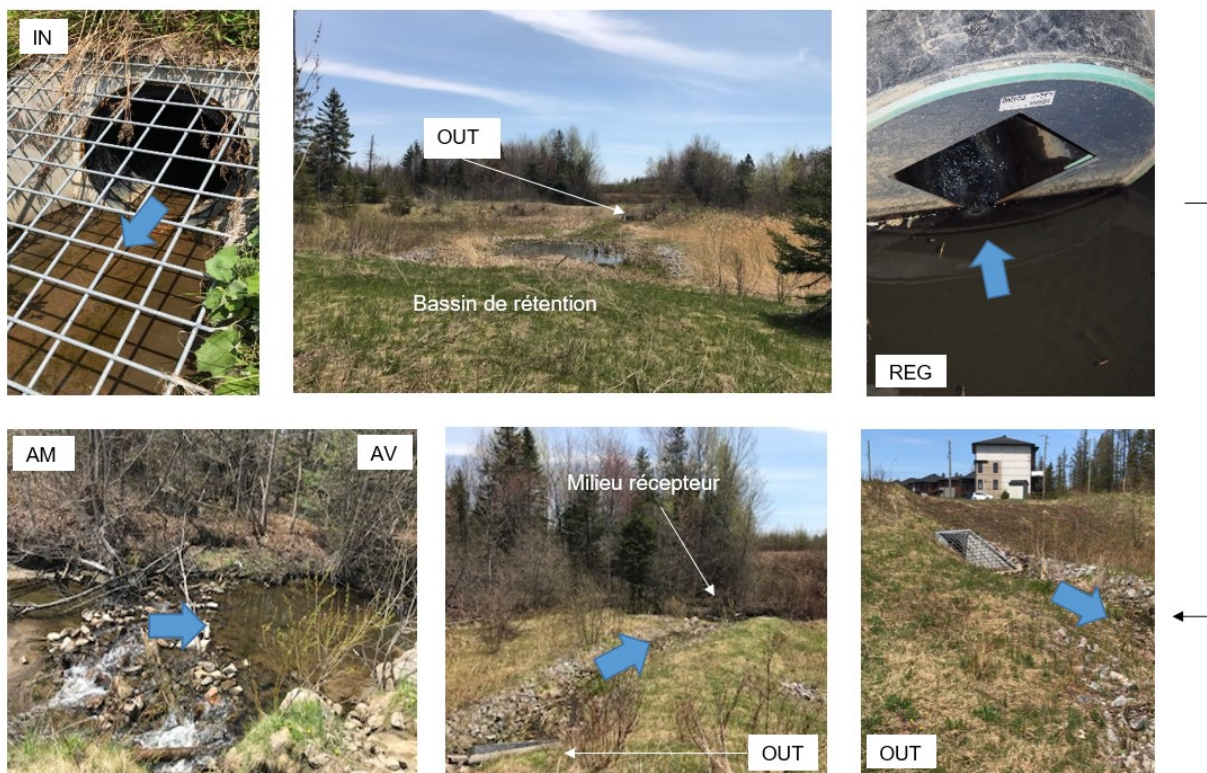 IN
OUT
Bassin de rétention
REG
AM
AV
Milieu récepteur
OUT
OUT